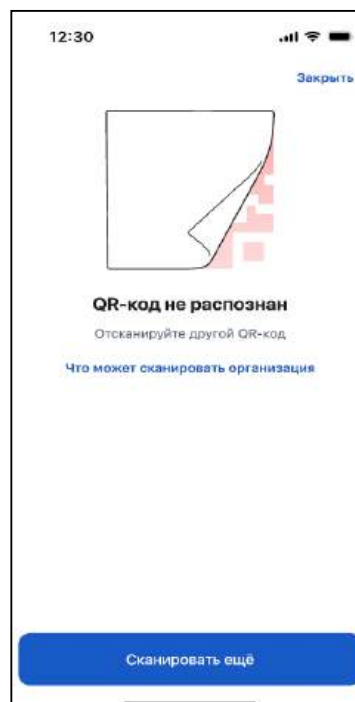 12:30
Закрыть
QR-код не распознан
Отсканируйте другой QR-код
Что может сканировать организация
Сканировать ещё